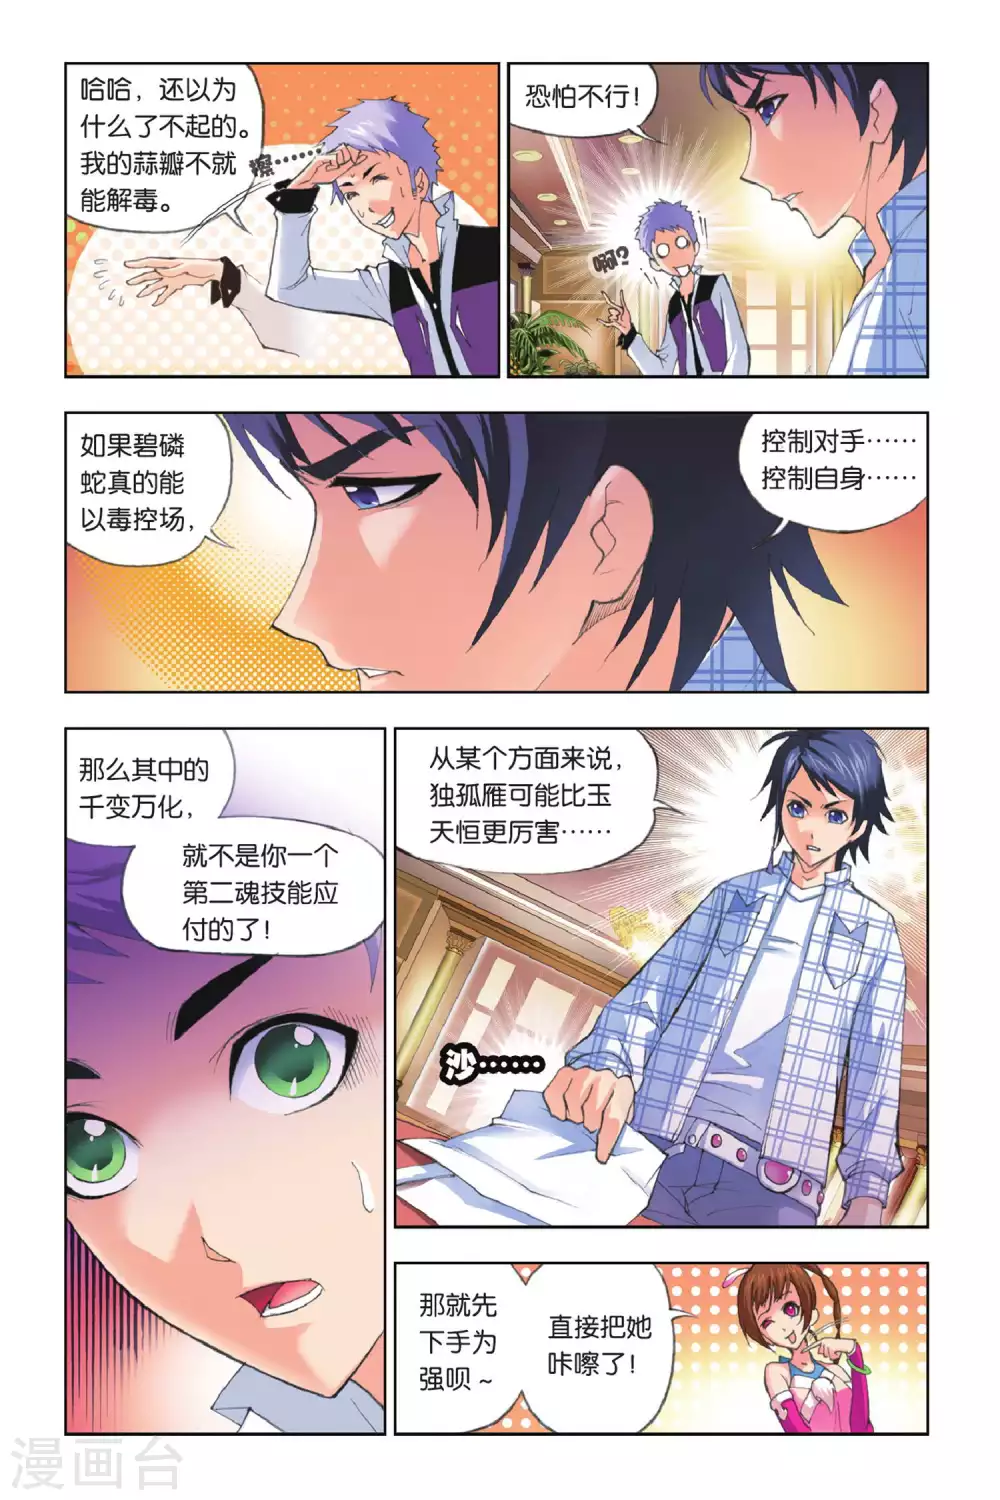 哈哈，还以为
什么了不起的。
我的蒜瓣不就
能解毒。
擦……
恐怕不行！
啊？
如果碧磷
蛇真的能
以毒控场，
控制对手……
控制自身……
那么其中的
千变万化，
就不是你一个
第二魂技能应
付的了！
从某个方面来说，
独孤雁可能比玉
天恒更厉害……
沙……
那就先
下手为
强呗～
直接把她
咔嚓了！
漫画台